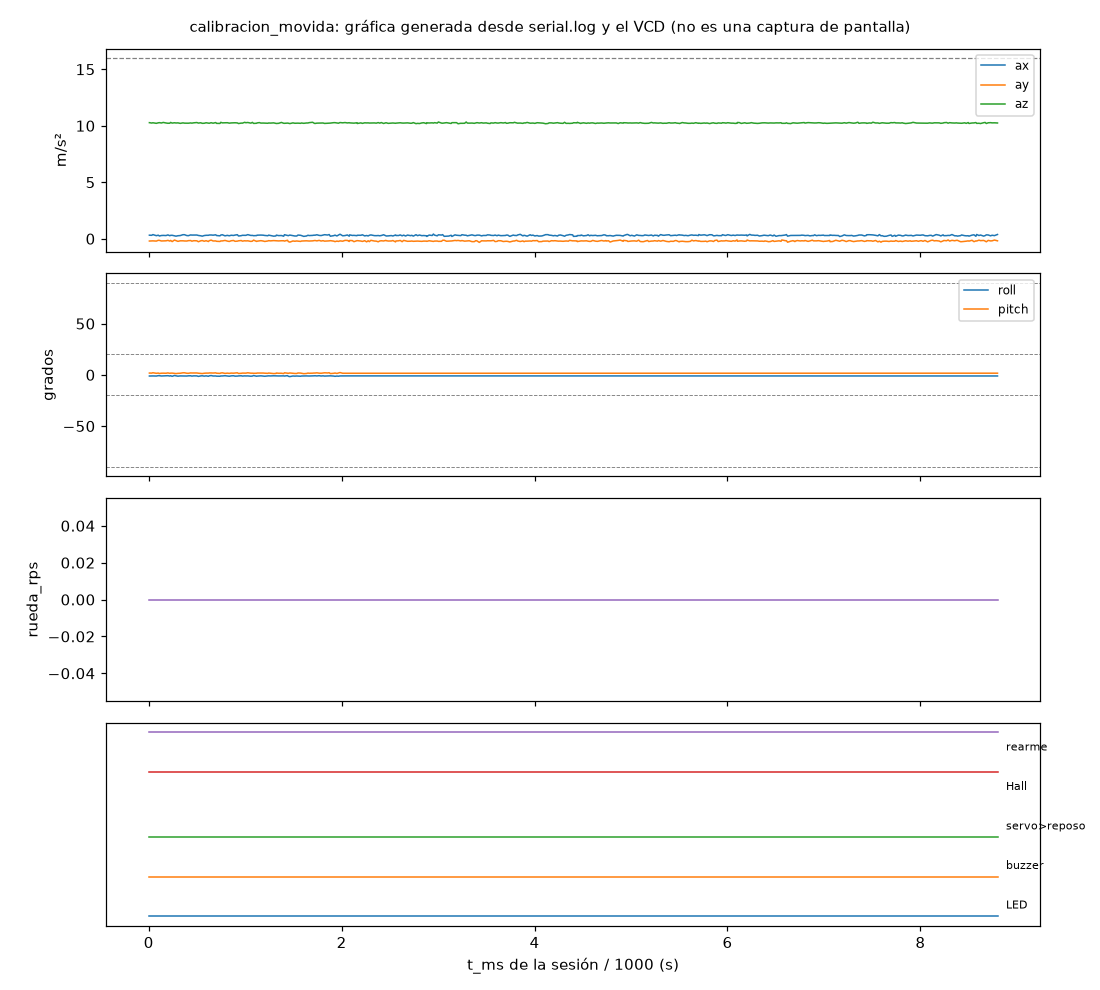 calibracion_movida: gráfica generada desde serial.log y el VCD (no es una captura de pantalla)
15
10
5
0
m/s²
ax
ay
az
50
0
−50
grados
roll
pitch
0.04
0.02
0.00
−0.02
−0.04
rueda_rps
rearme
Hall
servo>reposo
buzzer
LED
0 2 4 6 8
t_ms de la sesión / 1000 (s)